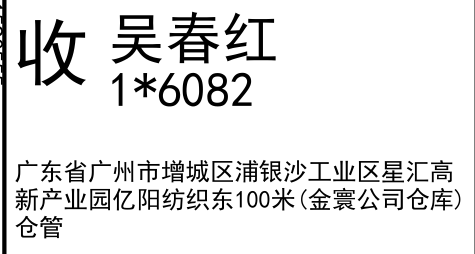 收
吴春红
1*6082
广东省广州市增城区浦银沙工业区星汇高
新产业园亿阳纺织东100米(金寰公司仓库)
仓管